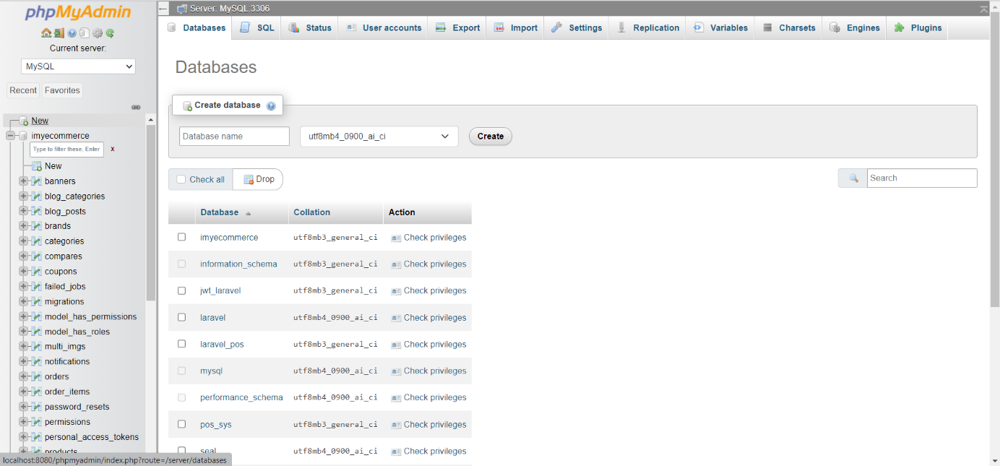 phpMyAdmin
Current server:
MySQL
Recent
Favorites
New
imyecommerce
Type to filter these, Enter
x
New
banners
blog_categories
blog_posts
brands
categories
compares
coupons
failed_jobs
migrations
model_has_permissions
model_has_roles
multi_imgs
notifications
orders
order_items
password_resets
permissions
personal_access_tokens
products
localhost:8080/phpmyadmin/index.php?route=/server/databases
Server: MySQL:3306
Databases SQL Status User accounts Export Import Settings Replication Variables Charsets Engines Plugins
Databases
Create database
Database name utf8mb4_0900_ai_ci Create
Check all Drop Search
Database Collation Action
imyecommerce utf8mb3_general_ci Check privileges
information_schema utf8mb3_general_ci Check privileges
jwt_laravel utf8mb3_general_ci Check privileges
laravel utf8mb4_0900_ai_ci Check privileges
laravel_pos utf8mb3_general_ci Check privileges
mysql utf8mb4_0900_ai_ci Check privileges
performance_schema utf8mb4_0900_ai_ci Check privileges
pos_sys utf8mb3_general_ci Check privileges
seal utf8mb4_0900_ai_ci Check privileges